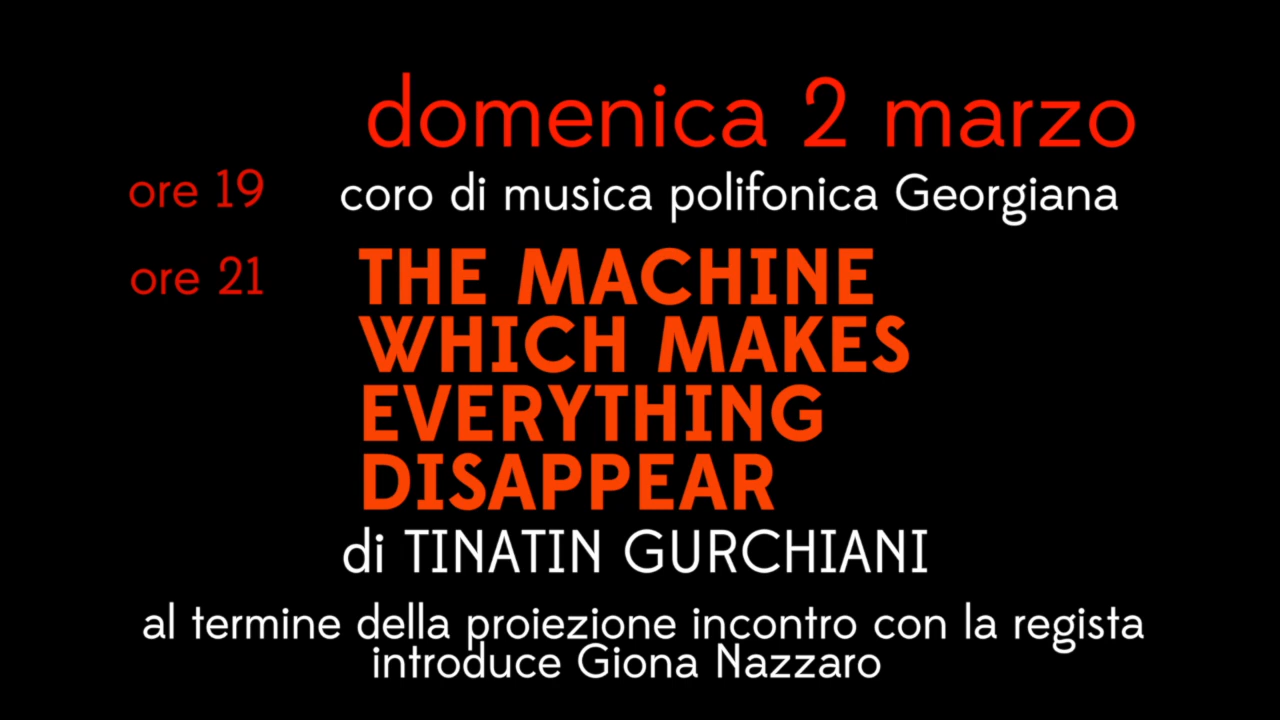 domenica 2 marzo
ore 19 coro di musica polifonica Georgiana
ore 21 THE MACHINE
WHICH MAKES
EVERYTHING
DISAPPEAR
di TINATIN GURCHIANI
al termine della proiezione incontro con la regista
introduce Giona Nazzaro